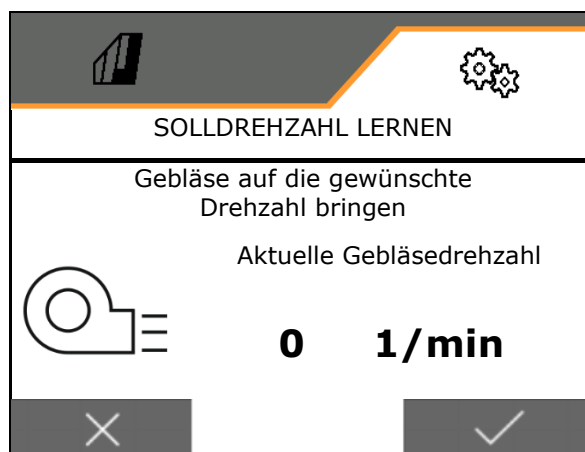 SOLLDREHZAHL LERNEN
Gebläse auf die gewünschte
Drehzahl bringen
Aktuelle Gebläsedrehzahl
0 1/min